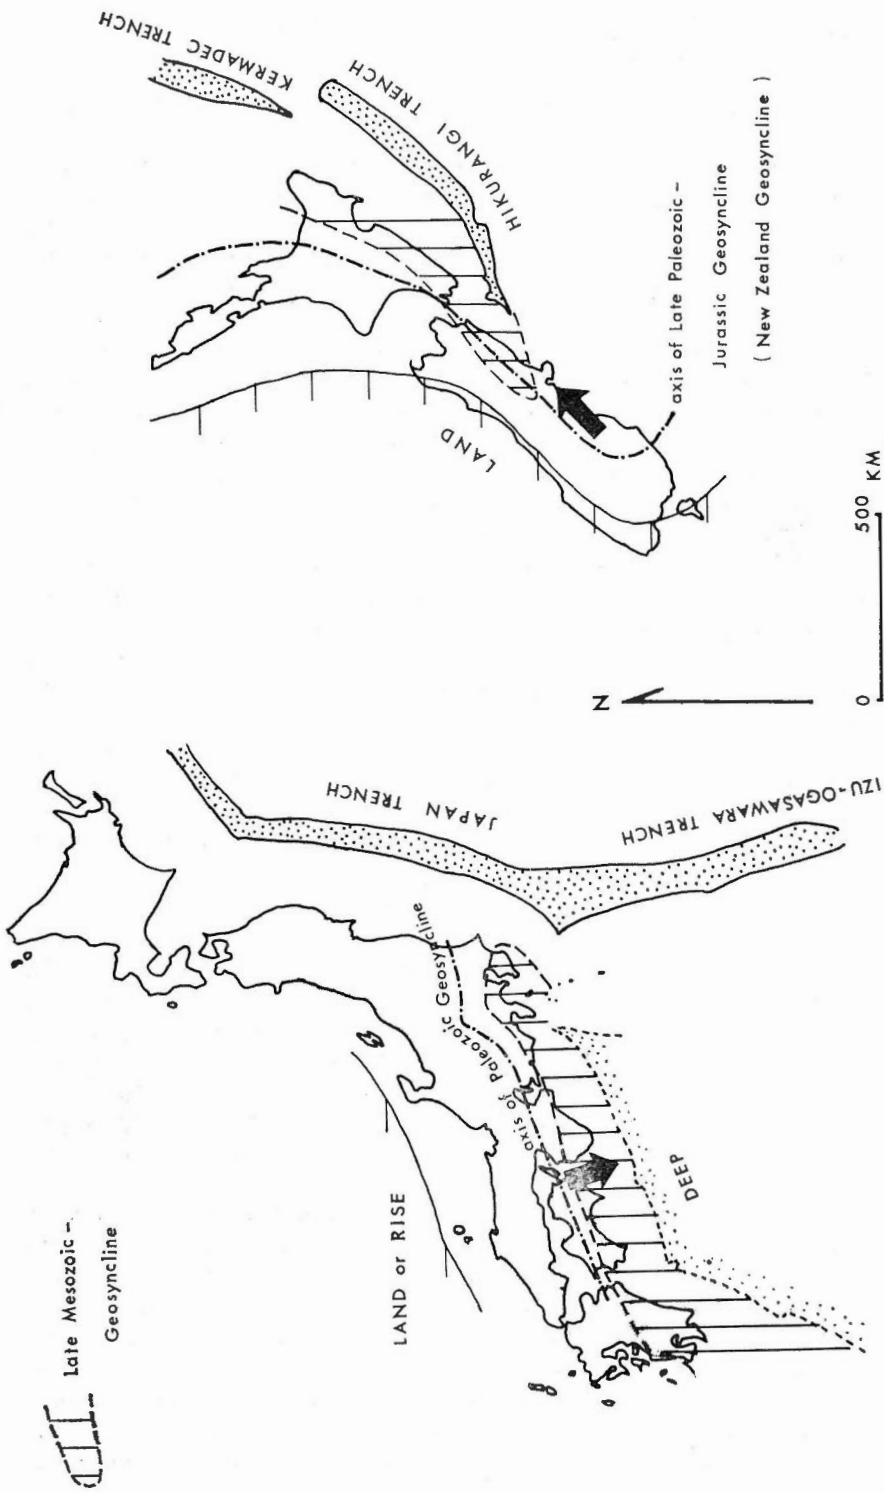 Late Mesozoic -
Geosyncline
LAND or RISE
axis of Paleozoic Geosyncline
DEEP
JAPAN TRENCH
IZU-OGASAWARA TRENCH
N
0
500
KM
KERMADEC TRENCH
HIKURANGI TRENCH
LAND
axis of Late Paleozoic -
Jurassic Geosyncline
( New Zealand Geosyncline )